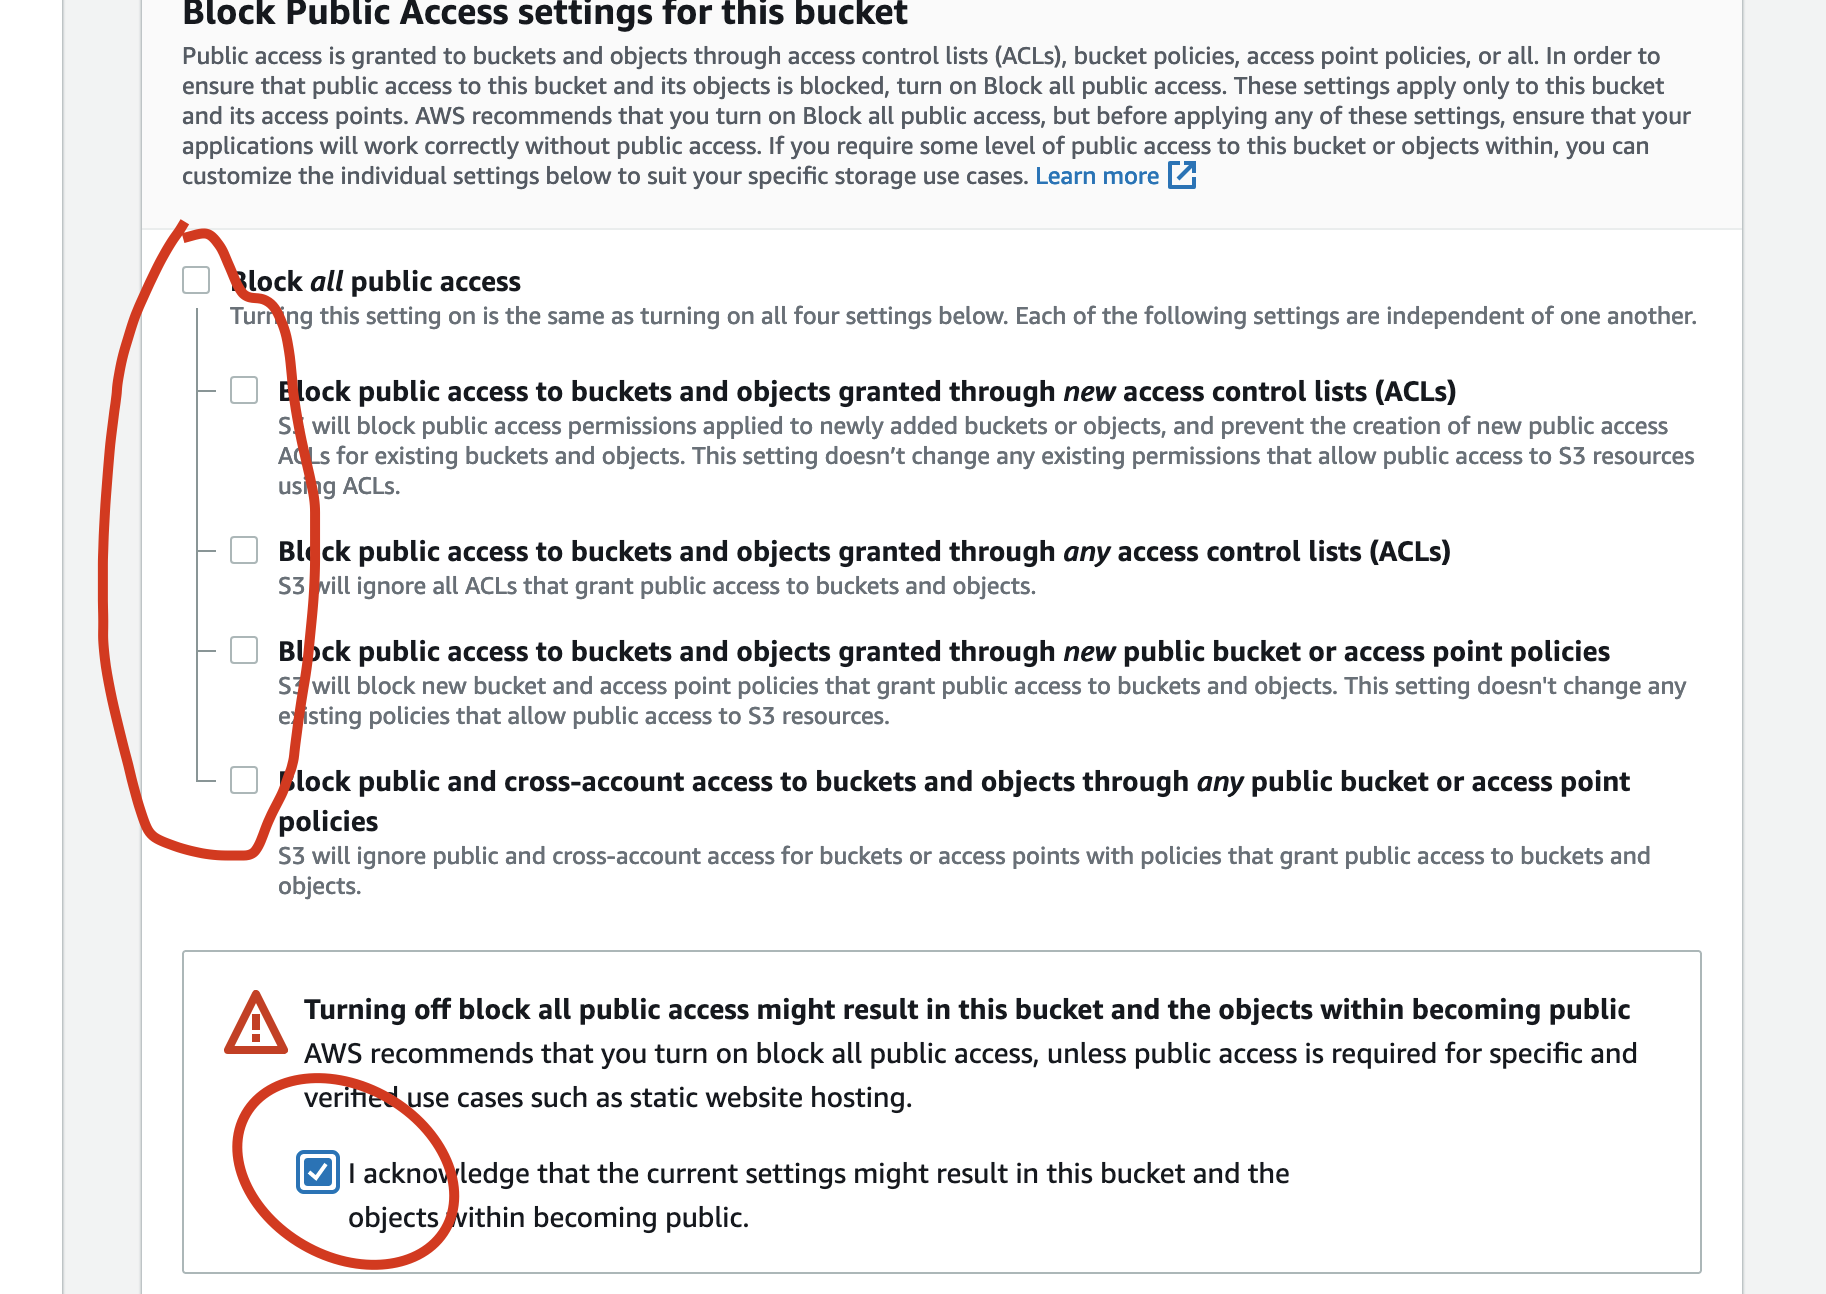 Block Public Access settings for this bucket
Public access is granted to buckets and objects through access control lists (ACLs), bucket policies, access point policies, or all. In order to
ensure that public access to this bucket and its objects is blocked, turn on Block all public access. These settings apply only to this bucket
and its access points. AWS recommends that you turn on Block all public access, but before applying any of these settings, ensure that your
applications will work correctly without public access. If you require some level of public access to this bucket or objects within, you can
customize the individual settings below to suit your specific storage use cases. Learn more
Block all public access
Turning this setting on is the same as turning on all four settings below. Each of the following settings are independent of one another.
Block public access to buckets and objects granted through new access control lists (ACLs)
S3 will block public access permissions applied to newly added buckets or objects, and prevent the creation of new public access
ACLs for existing buckets and objects. This setting doesn’t change any existing permissions that allow public access to S3 resources
using ACLs.
Block public access to buckets and objects granted through any access control lists (ACLs)
S3 will ignore all ACLs that grant public access to buckets and objects.
Block public access to buckets and objects granted through new public bucket or access point policies
S3 will block new bucket and access point policies that grant public access to buckets and objects. This setting doesn't change any
existing policies that allow public access to S3 resources.
Block public and cross-account access to buckets and objects through any public bucket or access point
policies
S3 will ignore public and cross-account access for buckets or access points with policies that grant public access to buckets and
objects.
Turning off block all public access might result in this bucket and the objects within becoming public
AWS recommends that you turn on block all public access, unless public access is required for specific and
verified use cases such as static website hosting.
I acknowledge that the current settings might result in this bucket and the
objects within becoming public.